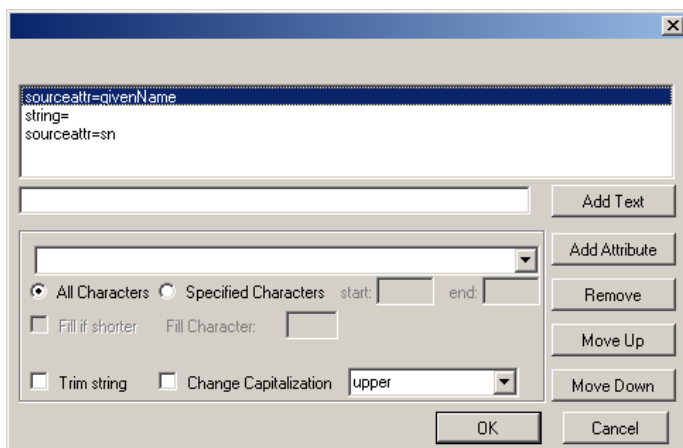 sourceattr=givenName
string=
sourceattr=sn
Add Text
Add Attribute
All Characters Specified Characters start: end:
Remove
Fill if shorter Fill Character:
Move Up
Trim string Change Capitalization upper
Move Down
OK Cancel